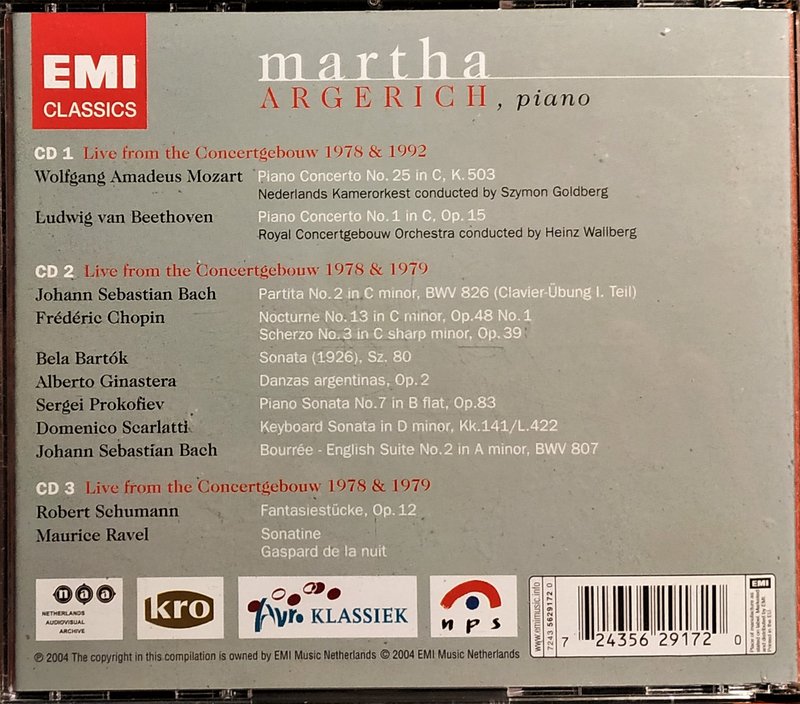 EMI
CLASSICS
martha
ARGERICH, piano
CD 1 Live from the Concertgebouw 1978 & 1992
Wolfgang Amadeus Mozart Piano Concerto No. 25 in C, K. 503
Nederlands Kamerorkest conducted by Szymon Goldberg
Ludwig van Beethoven Piano Concerto No. 1 in C, Op. 15
Royal Concertgebouw Orchestra conducted by Heinz Wallberg
CD 2 Live from the Concertgebouw 1978 & 1979
Johann Sebastian Bach Partita No. 2 in C minor, BWV 826 (Clavier-Übung I. Teil)
Frédéric Chopin Nocturne No. 13 in C minor, Op.48 No. 1
Scherzo No. 3 in C sharp minor, Op. 39
Bela Bartók Sonata (1926), Sz. 80
Alberto Ginastera Danzas argentinas, Op. 2
Sergei Prokofiev Piano Sonata No. 7 in B flat, Op.83
Domenico Scarlatti Keyboard Sonata in D minor, Kk.141/L.422
Johann Sebastian Bach Bourrée - English Suite No. 2 in A minor, BWV 807
CD 3 Live from the Concertgebouw 1978 & 1979
Robert Schumann Fantasiestücke, Op. 12
Maurice Ravel Sonatine
Gaspard de la nuit
naa
NETHERLANDS
AUDIOVISUAL
ARCHIVE
kro
Avro KLASSIEK
nps
www.emimusic.info
7243 5629172 0
7 24356 29172 0
EMI
℗ 2004 The copyright in this compilation is owned by EMI Music Netherlands © 2004 EMI Music Netherlands